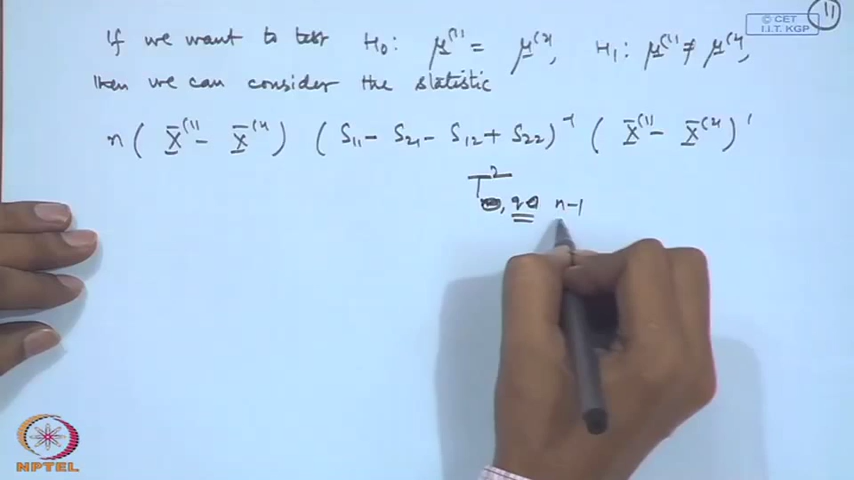 11
© CET
I.I.T. KGP
If we want to test H₀: μ⁽¹⁾ = μ⁽²⁾, H₁: μ⁽¹⁾ ≠ μ⁽²⁾,
then we can consider the statistic
n ( X̄⁽¹⁾ − X̄⁽²⁾ ) ( S₁₁ − S₂₁ − S₁₂ + S₂₂ )⁻¹ ( X̄⁽¹⁾ − X̄⁽²⁾ )′
T²
, q n−1
NPTEL